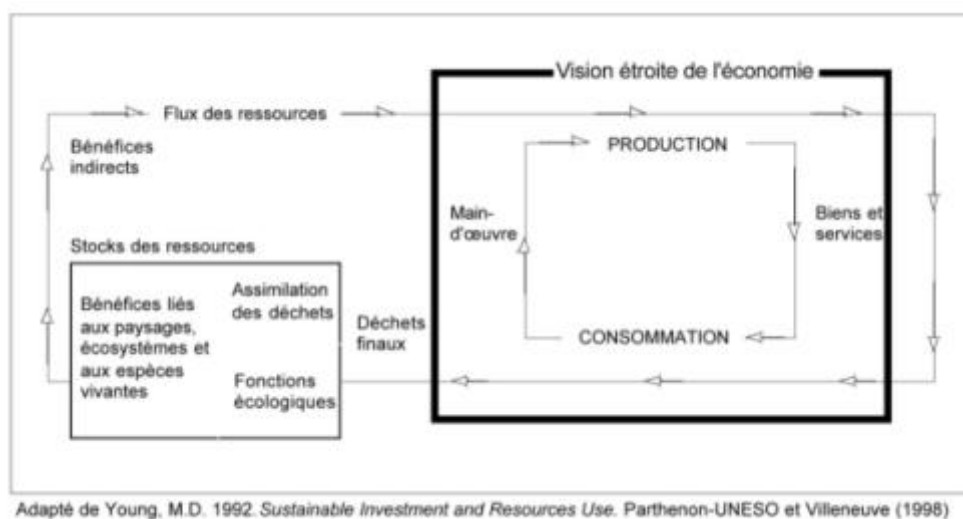 Vision étroite de l'économie
Flux des ressources
Bénéfices
indirects
PRODUCTION
Main-
d'œuvre
Biens et
services
Stocks des ressources
Bénéfices liés
aux paysages,
écosystèmes et
aux espèces
vivantes
Assimilation
des déchets
Fonctions
écologiques
Déchets
finaux
CONSOMMATION
Adapté de Young, M.D. 1992. Sustainable Investment and Resources Use. Parthenon-UNESO et Villeneuve (1998)